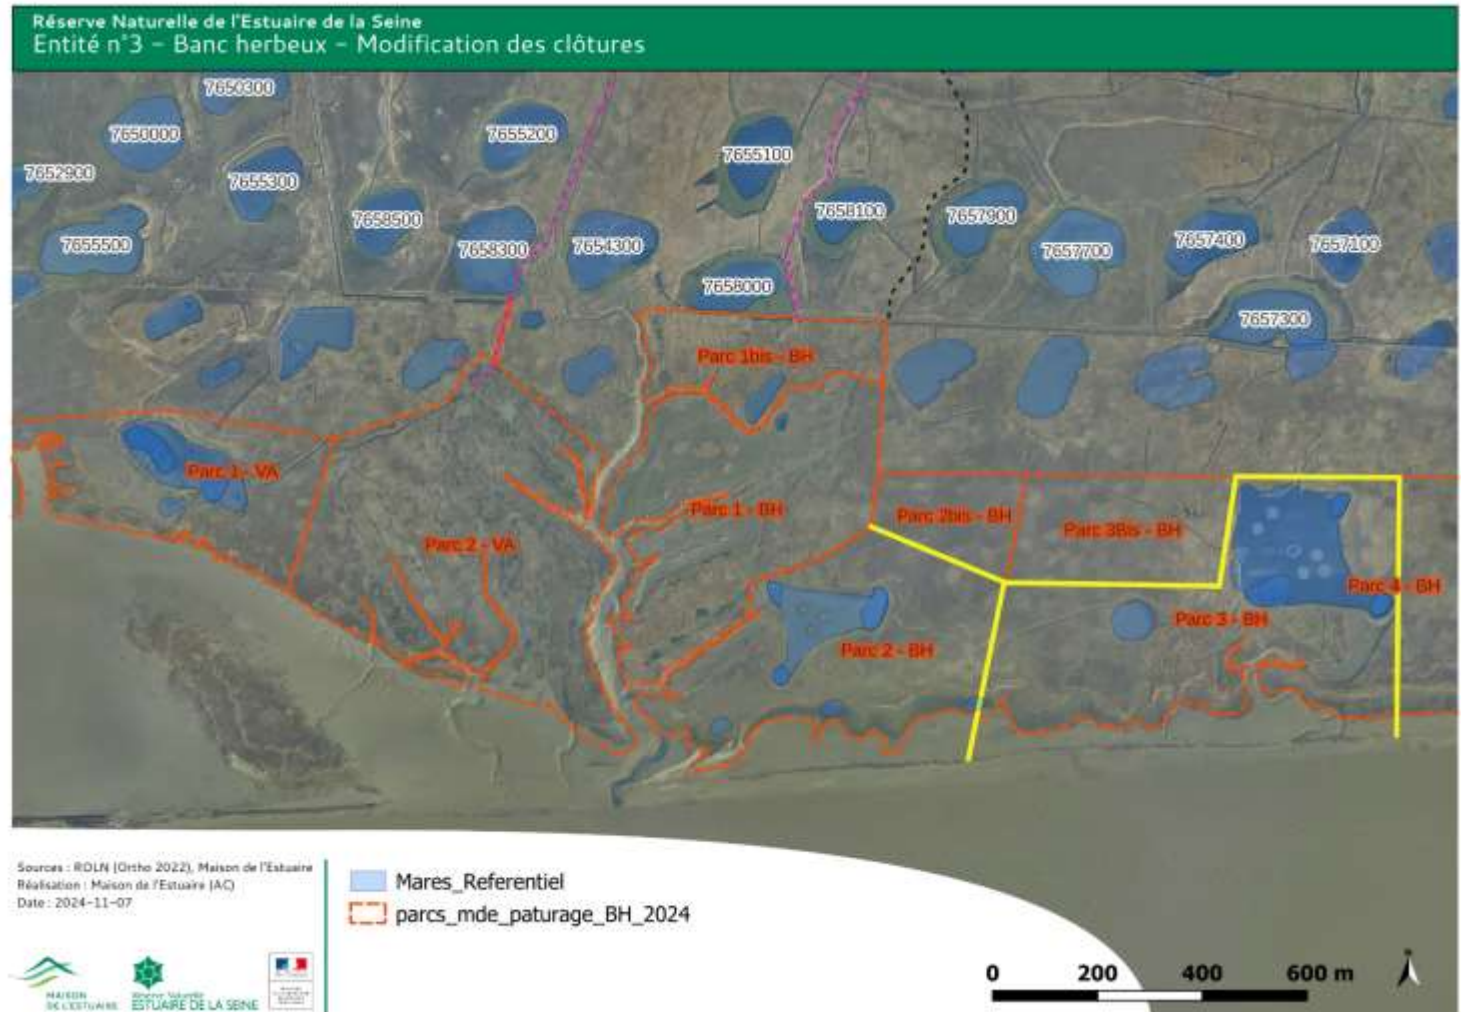 Réserve Naturelle de l'Estuaire de la Seine
Entité n°3 - Banc herbeux - Modification des clôtures
7650300
7650000
7655200
7655100
7652900
7655300
7658500
7658100
7657900
7655500
7658300
7654300
7657700
7657400
7657100
7658000
7657300
Parc 1bis - BH
Parc 1 - VA
Parc 1 - BH
Parc 2bis - BH
Parc 3Bis - BH
Parc 2 - VA
Parc 4 - BH
Parc 3 - BH
Parc 2 - BH
Sources : ROLN (Ortho 2022), Maison de l'Estuaire
Réalisation : Maison de l'Estuaire (AC)
Date : 2024-11-07
Mares_Referentiel
parcs_mde_paturage_BH_2024
0 200 400 600 m
MAISON
DE L'ESTUAIRE
Réserve Naturelle
ESTUAIRE DE LA SEINE